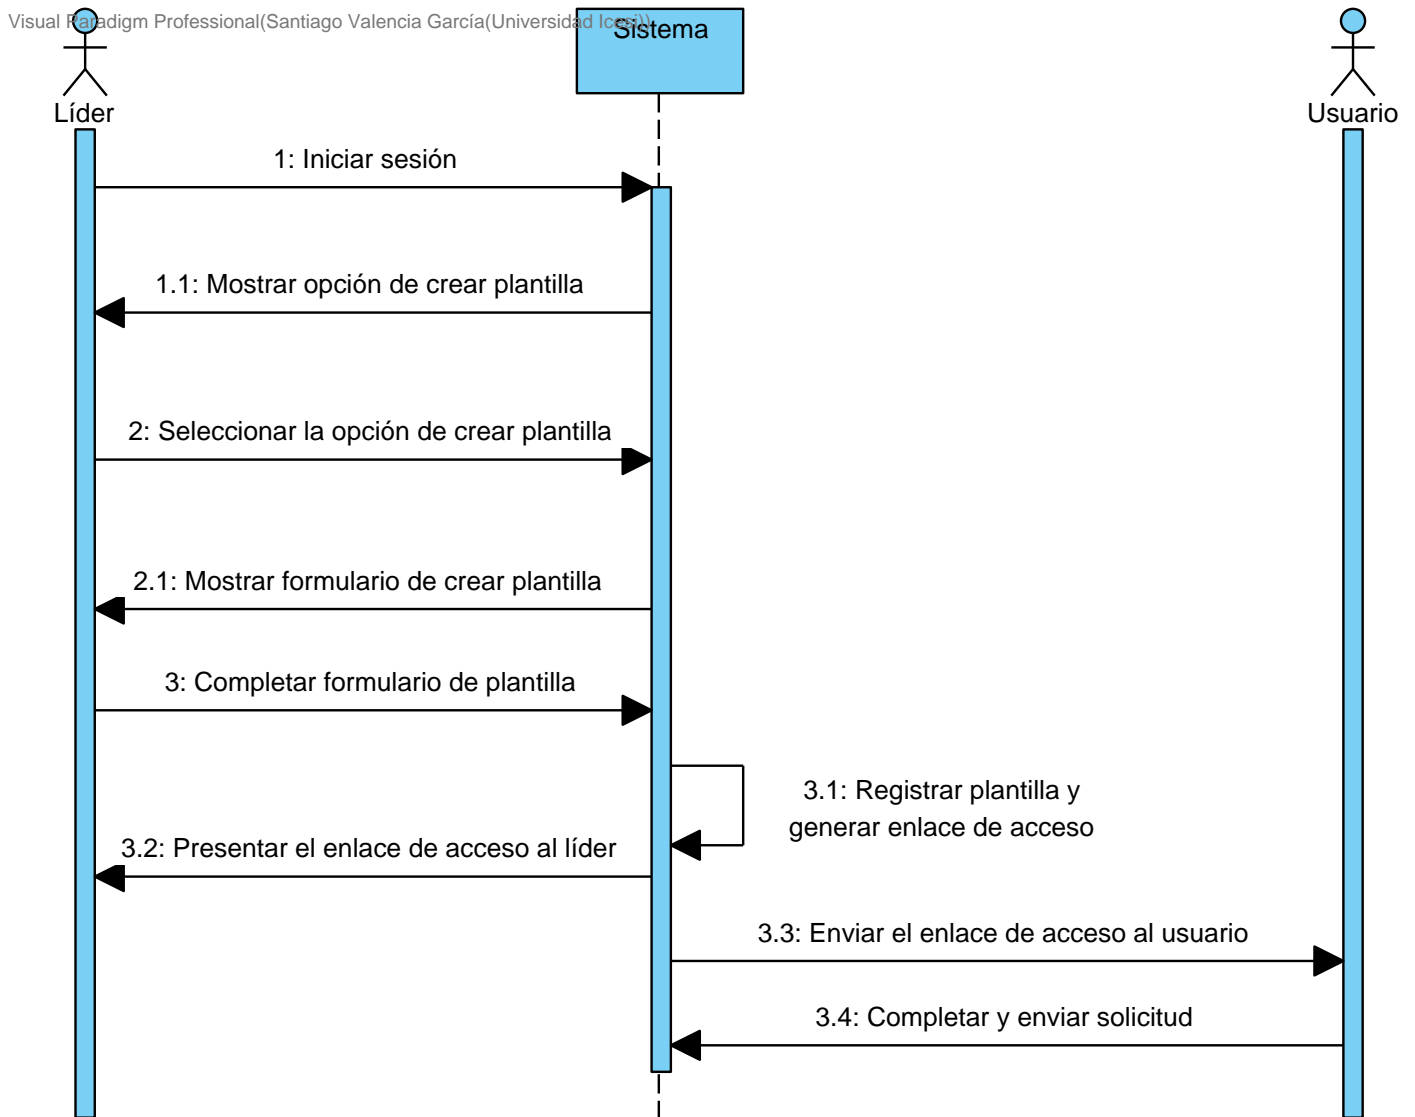 Visual Paradigm Professional(Santiago Valencia García(Universidad Icesi))
Sistema
Líder
Usuario
1: Iniciar sesión
1.1: Mostrar opción de crear plantilla
2: Seleccionar la opción de crear plantilla
2.1: Mostrar formulario de crear plantilla
3: Completar formulario de plantilla
3.1: Registrar plantilla y
generar enlace de acceso
3.2: Presentar el enlace de acceso al líder
3.3: Enviar el enlace de acceso al usuario
3.4: Completar y enviar solicitud